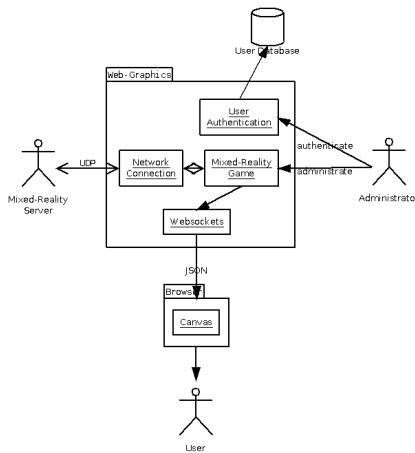 User Database
Web-Graphics
User
Authentication
authenticate
UDP
Network
Connection
Mixed-Reality
Game
administrate
Mixed-Reality
Server
Administrato
Websockets
JSON
Browser
Canvas
User